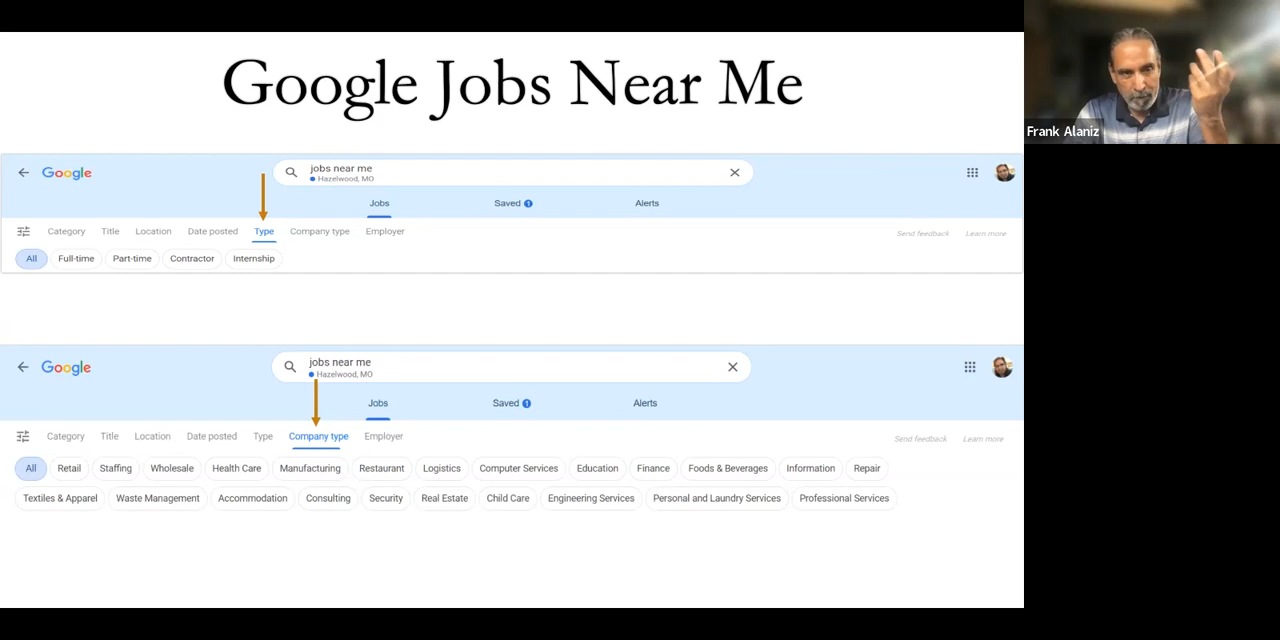 Google Jobs Near Me
Frank Alaniz
Google
jobs near me
Hazelwood, MO
Jobs Saved 1 Alerts
Category Title Location Date posted Type Company type Employer Send feedback Learn more
All Full-time Part-time Contractor Internship
Google
jobs near me
Hazelwood, MO
Jobs Saved 1 Alerts
Category Title Location Date posted Type Company type Employer Send feedback Learn more
All Retail Staffing Wholesale Health Care Manufacturing Restaurant Logistics Computer Services Education Finance Foods & Beverages Information Repair
Textiles & Apparel Waste Management Accommodation Consulting Security Real Estate Child Care Engineering Services Personal and Laundry Services Professional Services